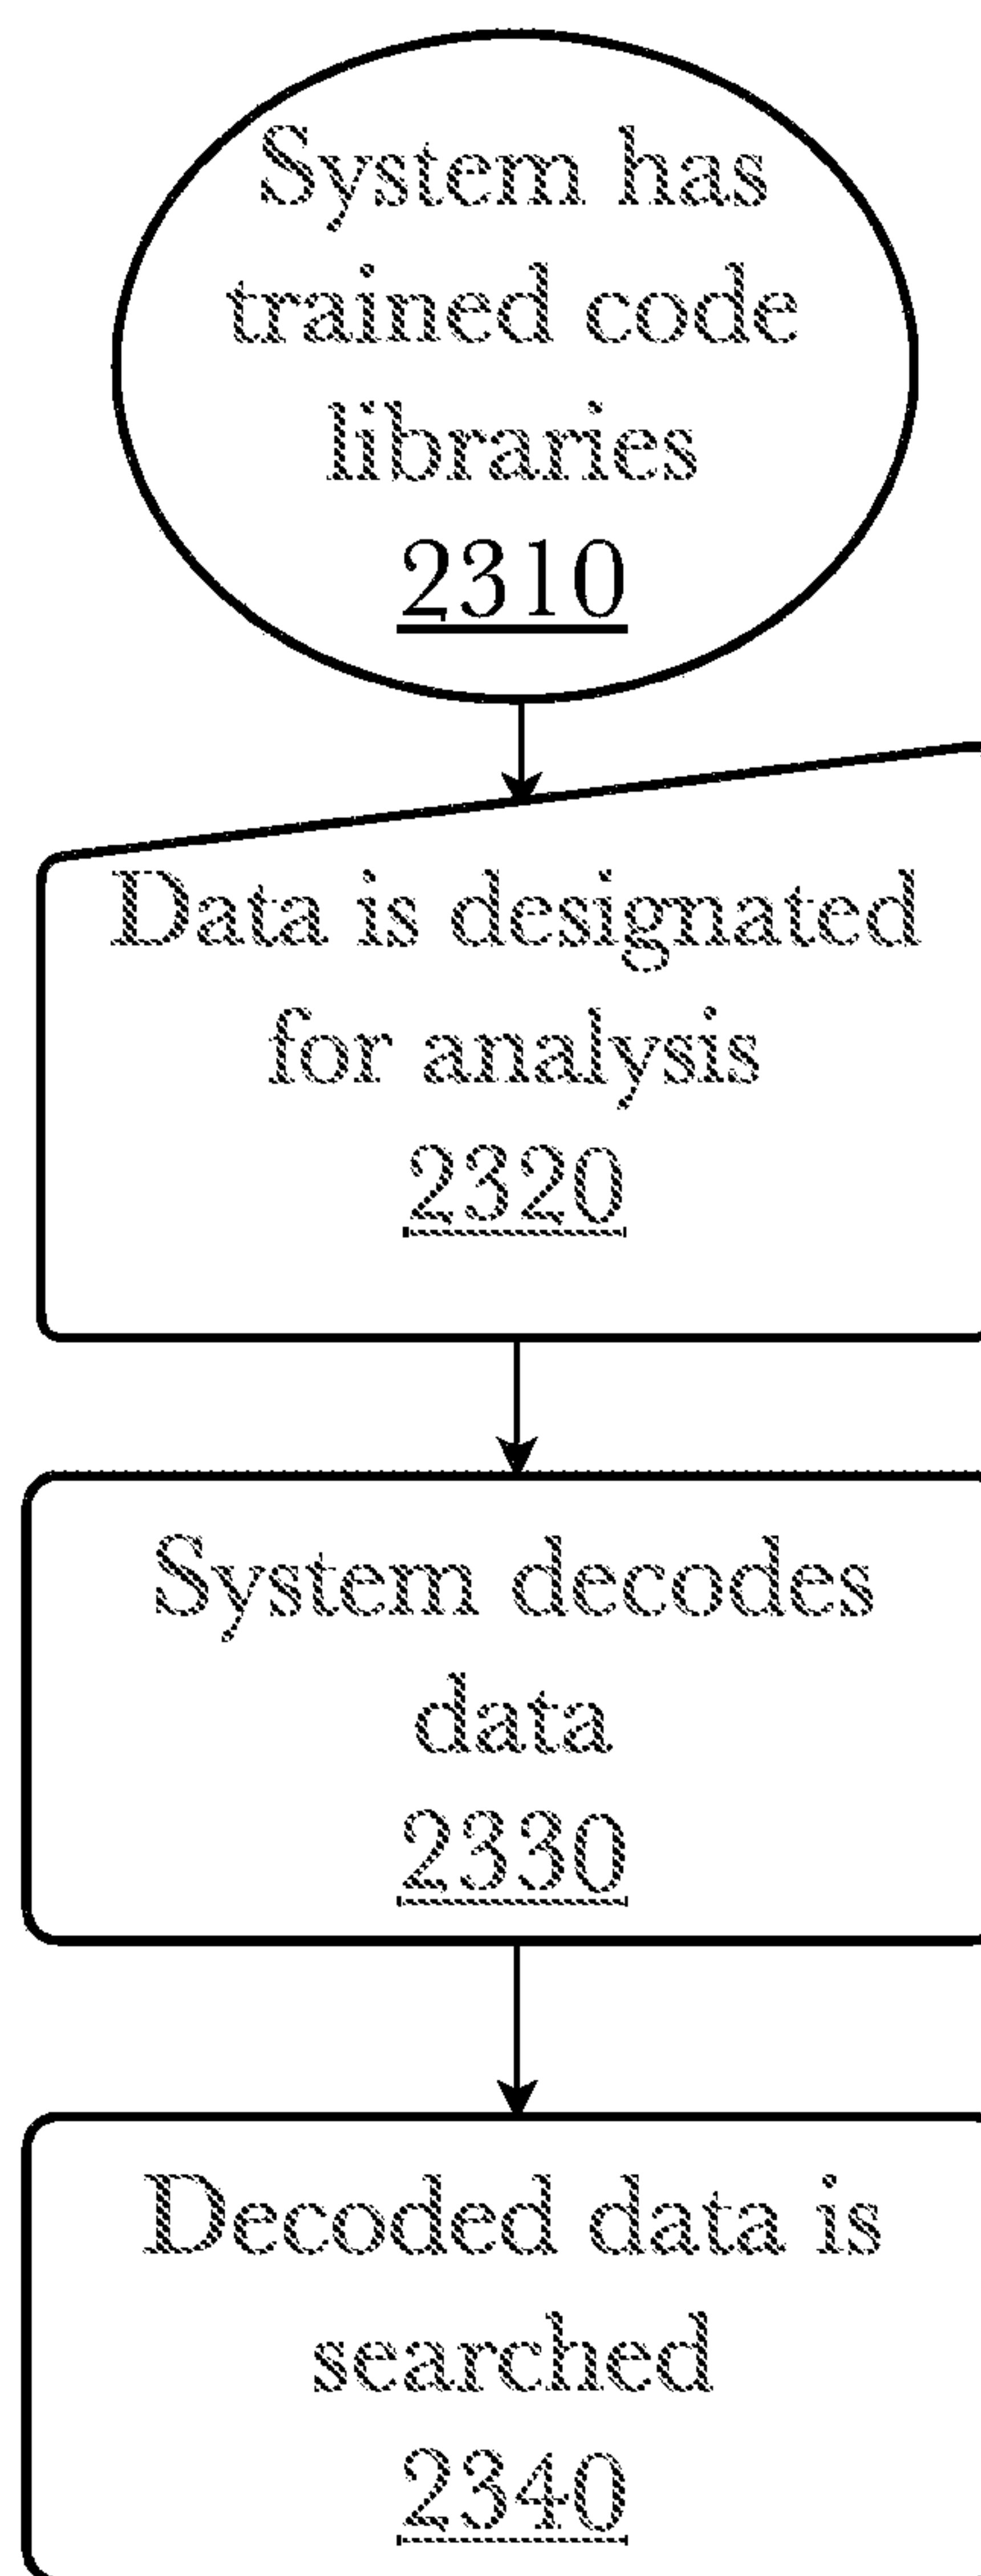 System has
trained code
libraries
2310
Data is designated
for analysis
2320
System decodes
data
2330
Decoded data is
searched
2340